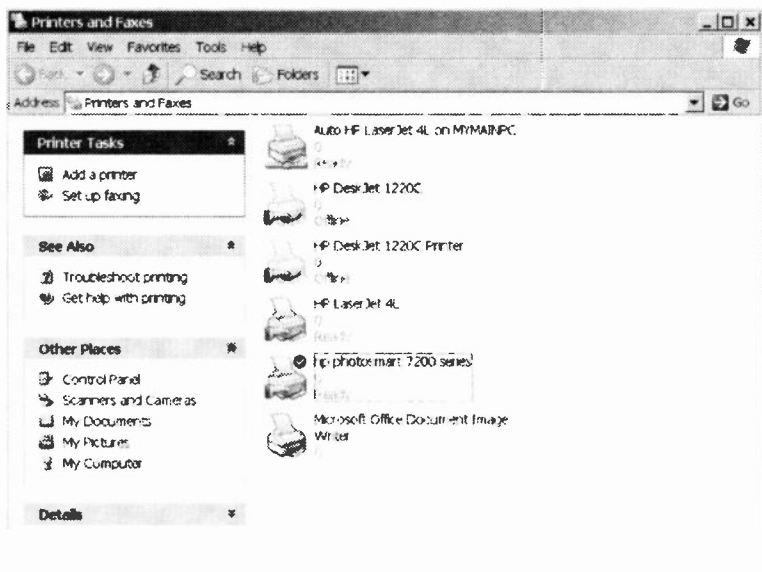 Printers and Faxes
File Edit View Favorites Tools Help
Back Search Folders
Address Printers and Faxes Go
Printer Tasks
Add a printer
Set up faxing
See Also
Troubleshoot printing
Get help with printing
Other Places
Control Panel
Scanners and Cameras
My Documents
My Pictures
My Computer
Details
Auto HP LaserJet 4L on MYMAINPC
0
Ready
HP DeskJet 1220C
0
Offline
HP DeskJet 1220C Printer
0
Offline
HP LaserJet 4L
0
Ready
hp photosmart 7200 series
Ready
Microsoft Office Document Image
Writer
0